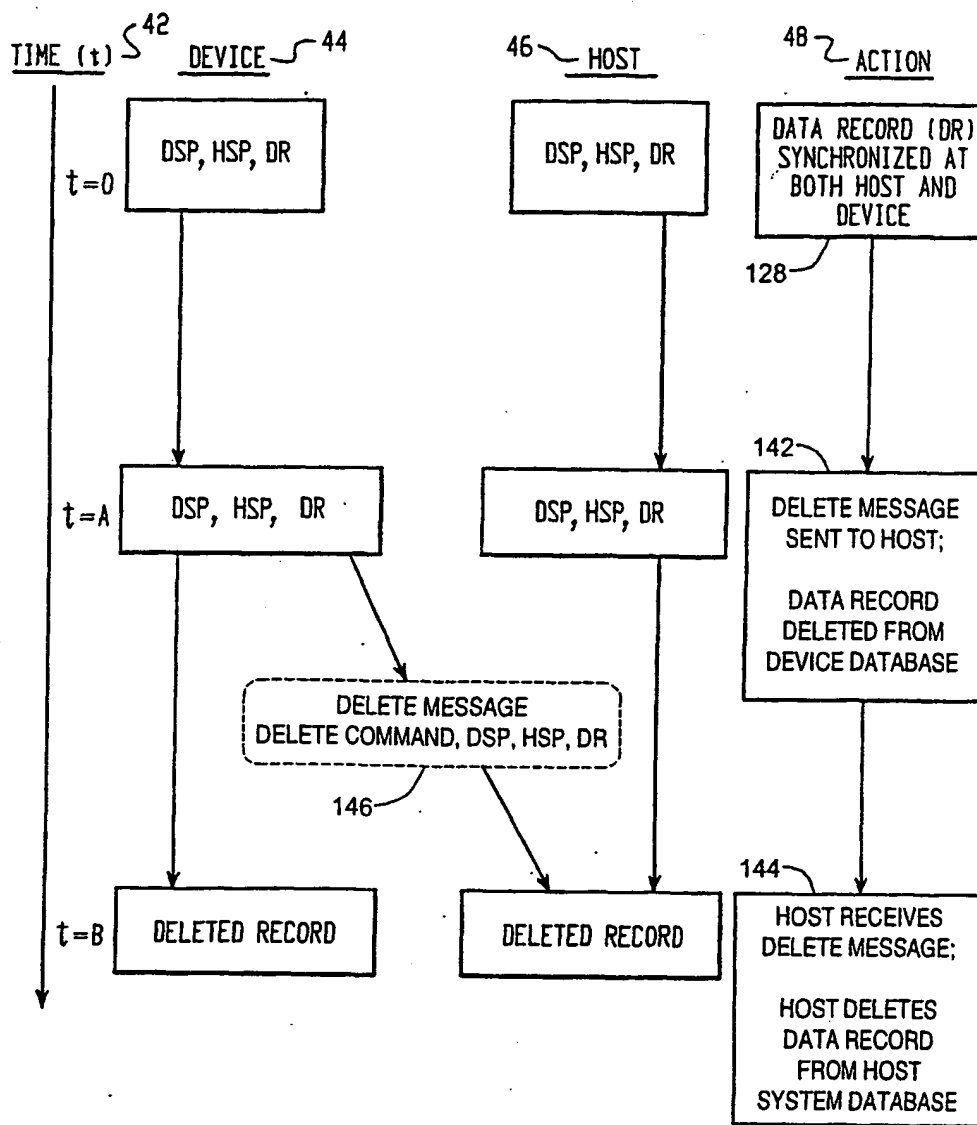 TIME (t) 42 DEVICE 44 46 HOST 48 ACTION
t=0
DSP, HSP, DR
DSP, HSP, DR
DATA RECORD (DR)
SYNCHRONIZED AT
BOTH HOST AND
DEVICE
128
t=A
DSP, HSP, DR
DSP, HSP, DR
142
DELETE MESSAGE
SENT TO HOST;
DATA RECORD
DELETED FROM
DEVICE DATABASE
DELETE MESSAGE
DELETE COMMAND, DSP, HSP, DR
146
t=B
DELETED RECORD
DELETED RECORD
144
HOST RECEIVES
DELETE MESSAGE;
HOST DELETES
DATA RECORD
FROM HOST
SYSTEM DATABASE